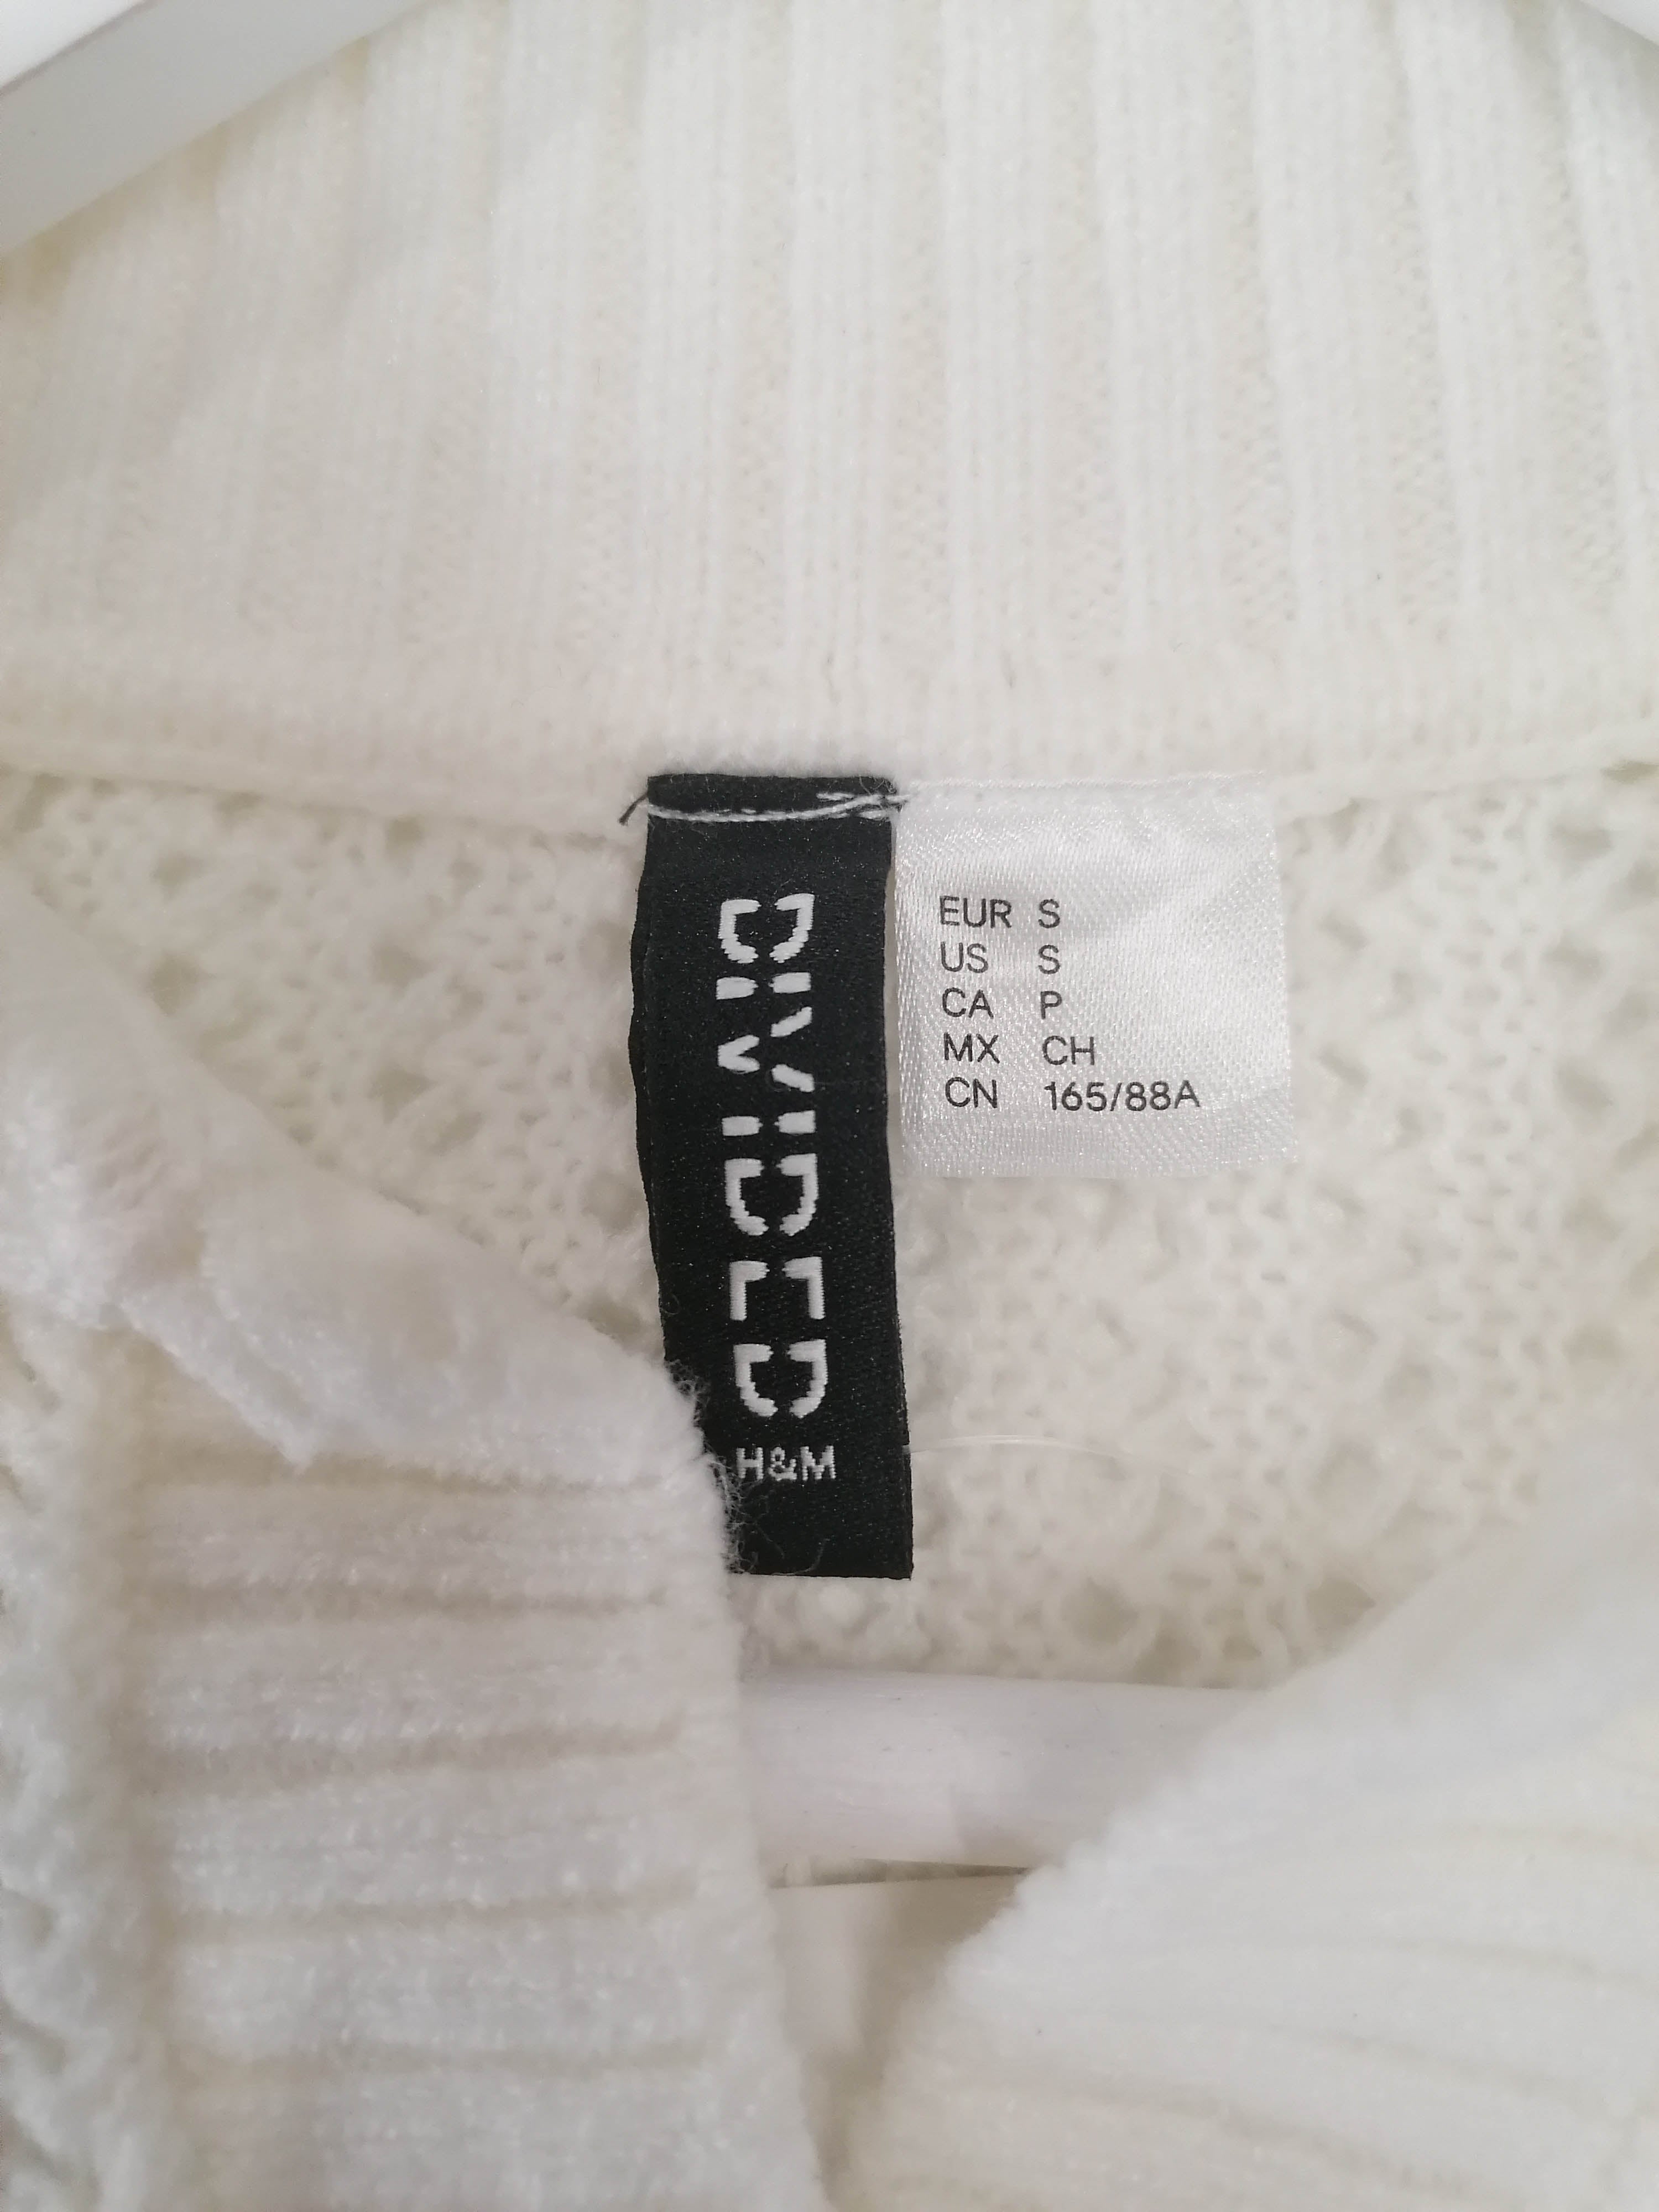 DIVIDED
H&M
EUR S
US S
CA P
MX CH
CN 165/88A